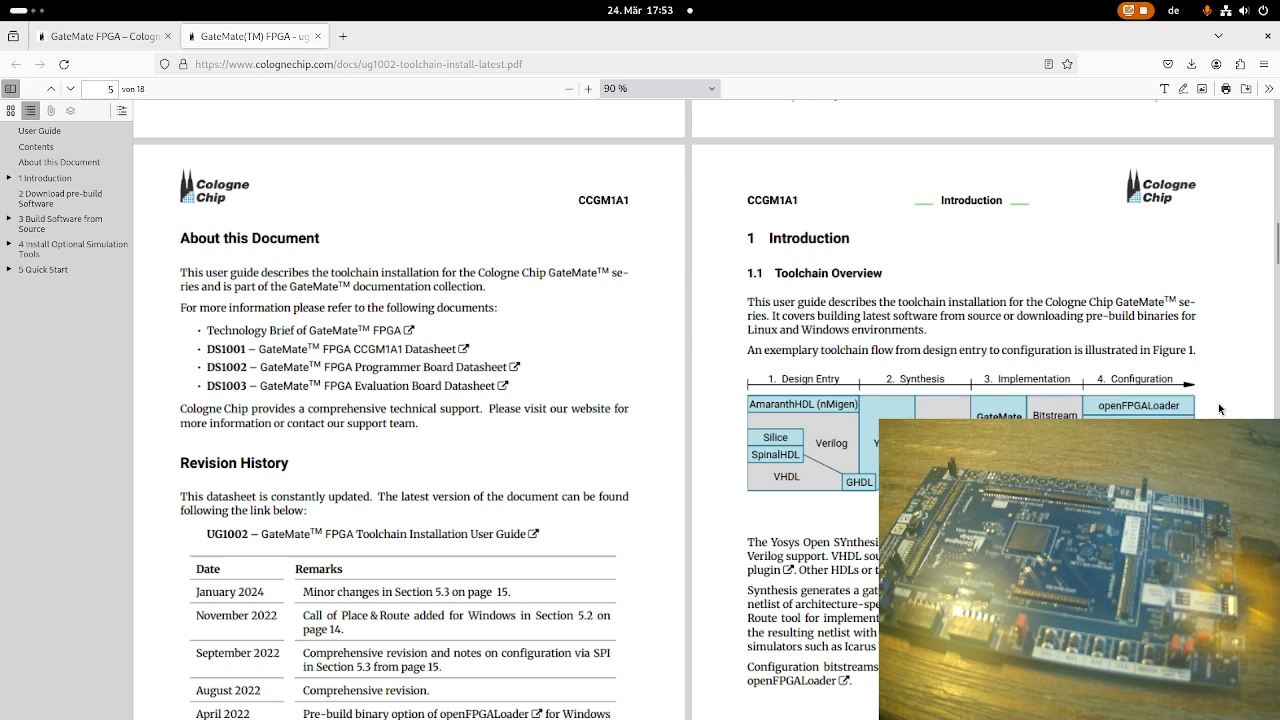 24. Mär 17:53
de
GateMate FPGA – Cologn
GateMate(TM) FPGA - ug
https://www.colognechip.com/docs/ug1002-toolchain-install-latest.pdf
5 von 18
90 %
User Guide
Contents
About this Document
1 Introduction
2 Download pre-build
Software
3 Build Software from
Source
4 Install Optional Simulation
Tools
5 Quick Start
Cologne
Chip
CCGM1A1
About this Document
This user guide describes the toolchain installation for the Cologne Chip GateMate™ se-
ries and is part of the GateMate™ documentation collection.
For more information please refer to the following documents:
• Technology Brief of GateMate™ FPGA
• DS1001 – GateMate™ FPGA CCGM1A1 Datasheet
• DS1002 – GateMate™ FPGA Programmer Board Datasheet
• DS1003 – GateMate™ FPGA Evaluation Board Datasheet
Cologne Chip provides a comprehensive technical support. Please visit our website for
more information or contact our support team.
Revision History
This datasheet is constantly updated. The latest version of the document can be found
following the link below:
UG1002 – GateMate™ FPGA Toolchain Installation User Guide
Date Remarks
January 2024 Minor changes in Section 5.3 on page 15.
November 2022 Call of Place & Route added for Windows in Section 5.2 on
page 14.
September 2022 Comprehensive revision and notes on configuration via SPI
in Section 5.3 from page 15.
August 2022 Comprehensive revision.
April 2022 Pre-build binary option of openFPGALoader for Windows
CCGM1A1
Introduction
Cologne
Chip
1 Introduction
1.1 Toolchain Overview
This user guide describes the toolchain installation for the Cologne Chip GateMate™ se-
ries. It covers building latest software from source or downloading pre-build binaries for
Linux and Windows environments.
An exemplary toolchain flow from design entry to configuration is illustrated in Figure 1.
1. Design Entry 2. Synthesis 3. Implementation 4. Configuration
AmaranthHDL (nMigen)
openFPGALoader
GateMate
Bitstream
Silice
Verilog
Y
SpinalHDL
VHDL
GHDL
The Yosys Open SYnthesi
Verilog support. VHDL sou
plugin . Other HDLs or t
Synthesis generates a gat
netlist of architecture-spe
Route tool for implement
the resulting netlist with
simulators such as Icarus
Configuration bitstreams
openFPGALoader .